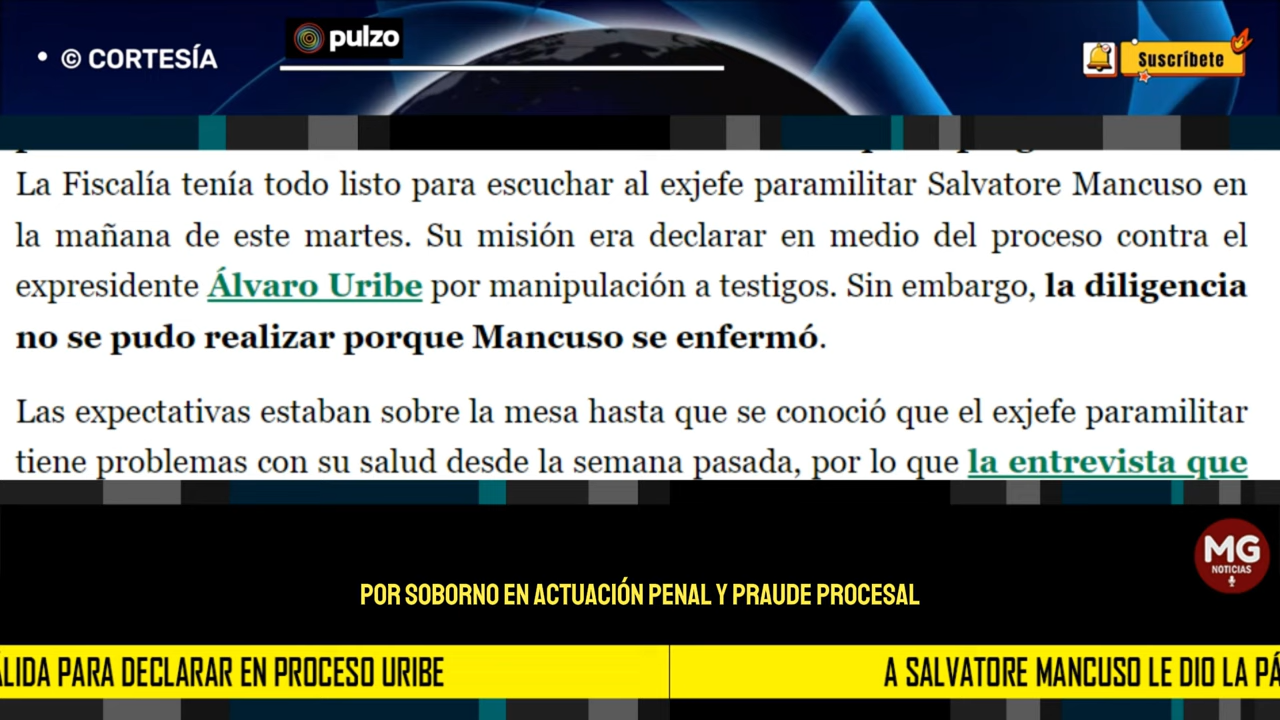 • © CORTESÍA
pulzo
Suscríbete
La Fiscalía tenía todo listo para escuchar al exjefe paramilitar Salvatore Mancuso en
la mañana de este martes. Su misión era declarar en medio del proceso contra el
expresidente Álvaro Uribe por manipulación a testigos. Sin embargo, la diligencia
no se pudo realizar porque Mancuso se enfermó.
Las expectativas estaban sobre la mesa hasta que se conoció que el exjefe paramilitar
tiene problemas con su salud desde la semana pasada, por lo que la entrevista que
MG
NOTICIAS
POR SOBORNO EN ACTUACIÓN PENAL Y PRAUDE PROCESAL
ÁLIDA PARA DECLARAR EN PROCESO URIBE
A SALVATORE MANCUSO LE DIO LA PÁ